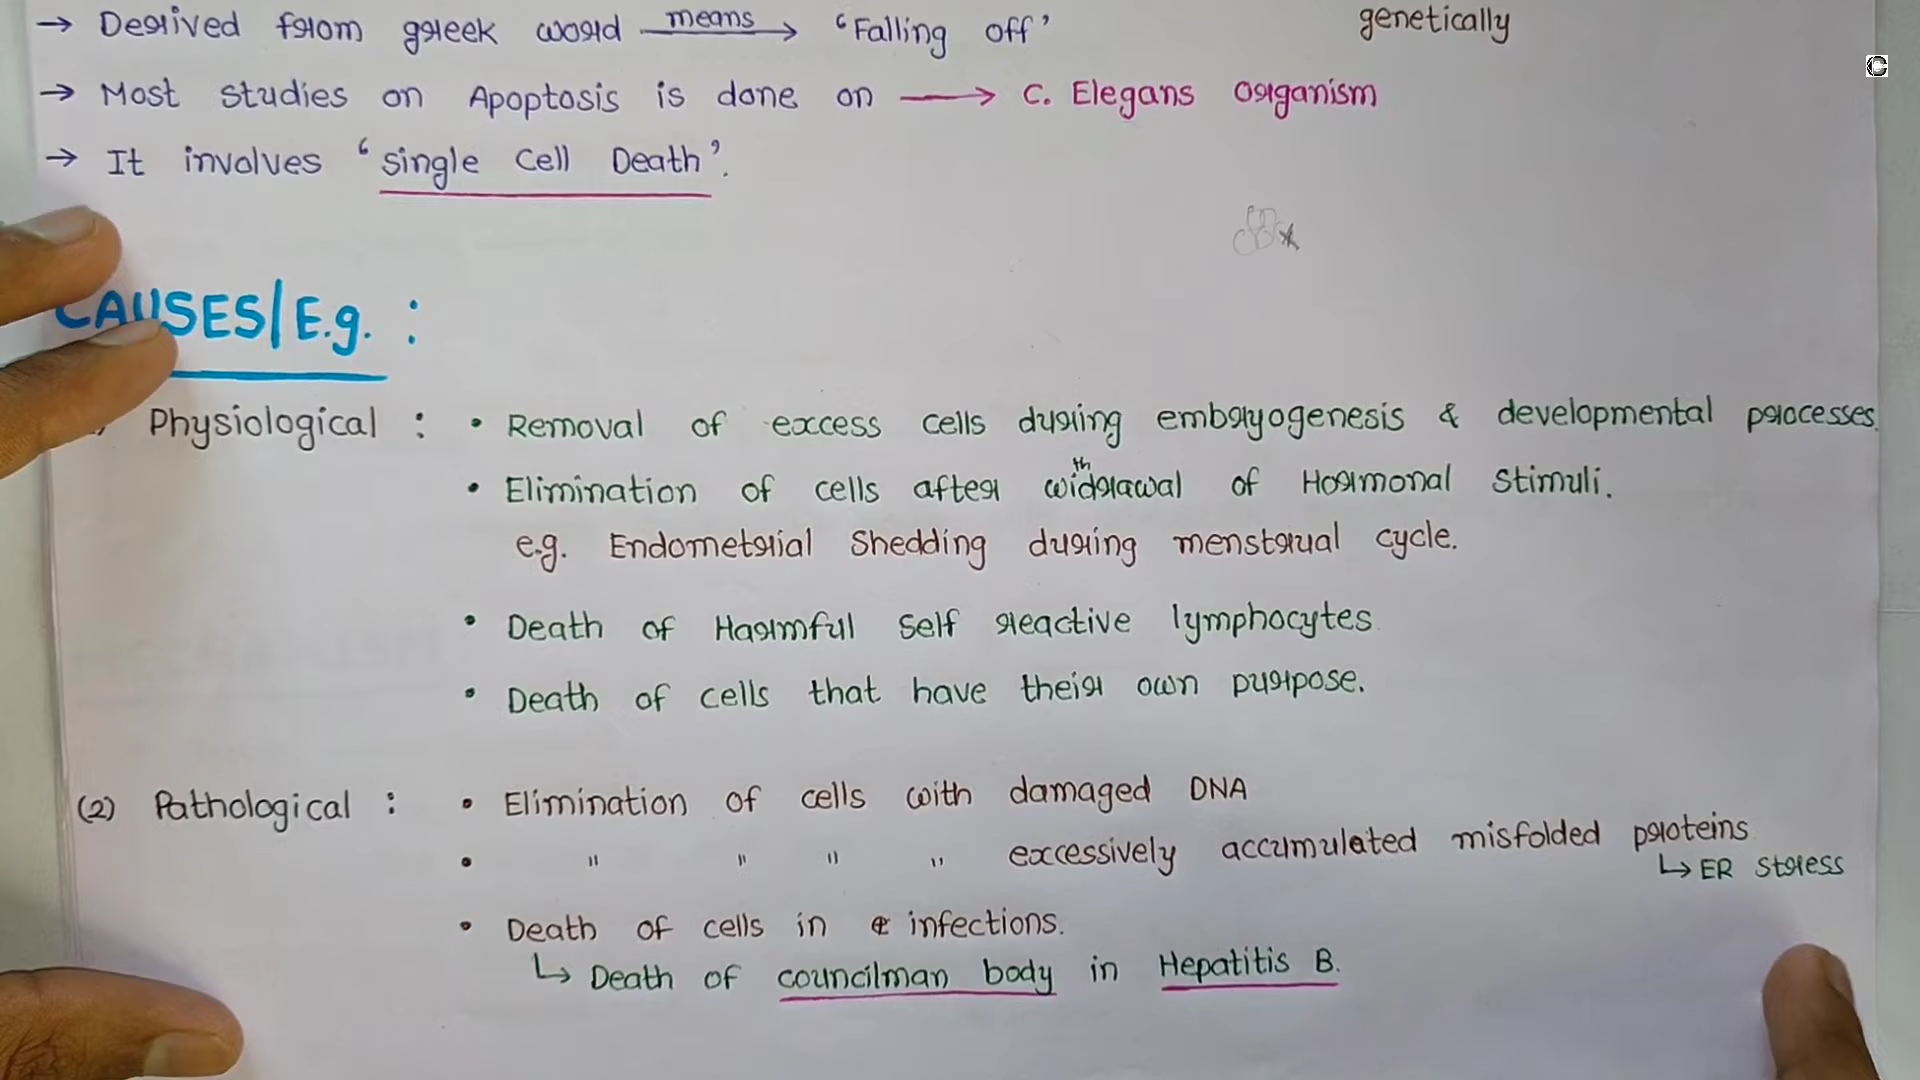 → Derived from greek word means → 'Falling off'
genetically
→ Most studies on Apoptosis is done on → C. Elegans Organism
→ It involves 'single cell Death'.
CAUSES/E.g. :
Physiological : • Removal of excess cells during embryogenesis & developmental processes.
th
• Elimination of cells after widrawal of Hormonal stimuli.
e.g. Endometrial shedding during menstrual cycle.
• Death of Harmful self reactive lymphocytes
• Death of cells that have their own purpose.
(2) Pathological : • Elimination of cells with damaged DNA
• " " " " excessively accumulated misfolded proteins
↳ ER stress
• Death of cells in infections.
↳ Death of councilman body in Hepatitis B.